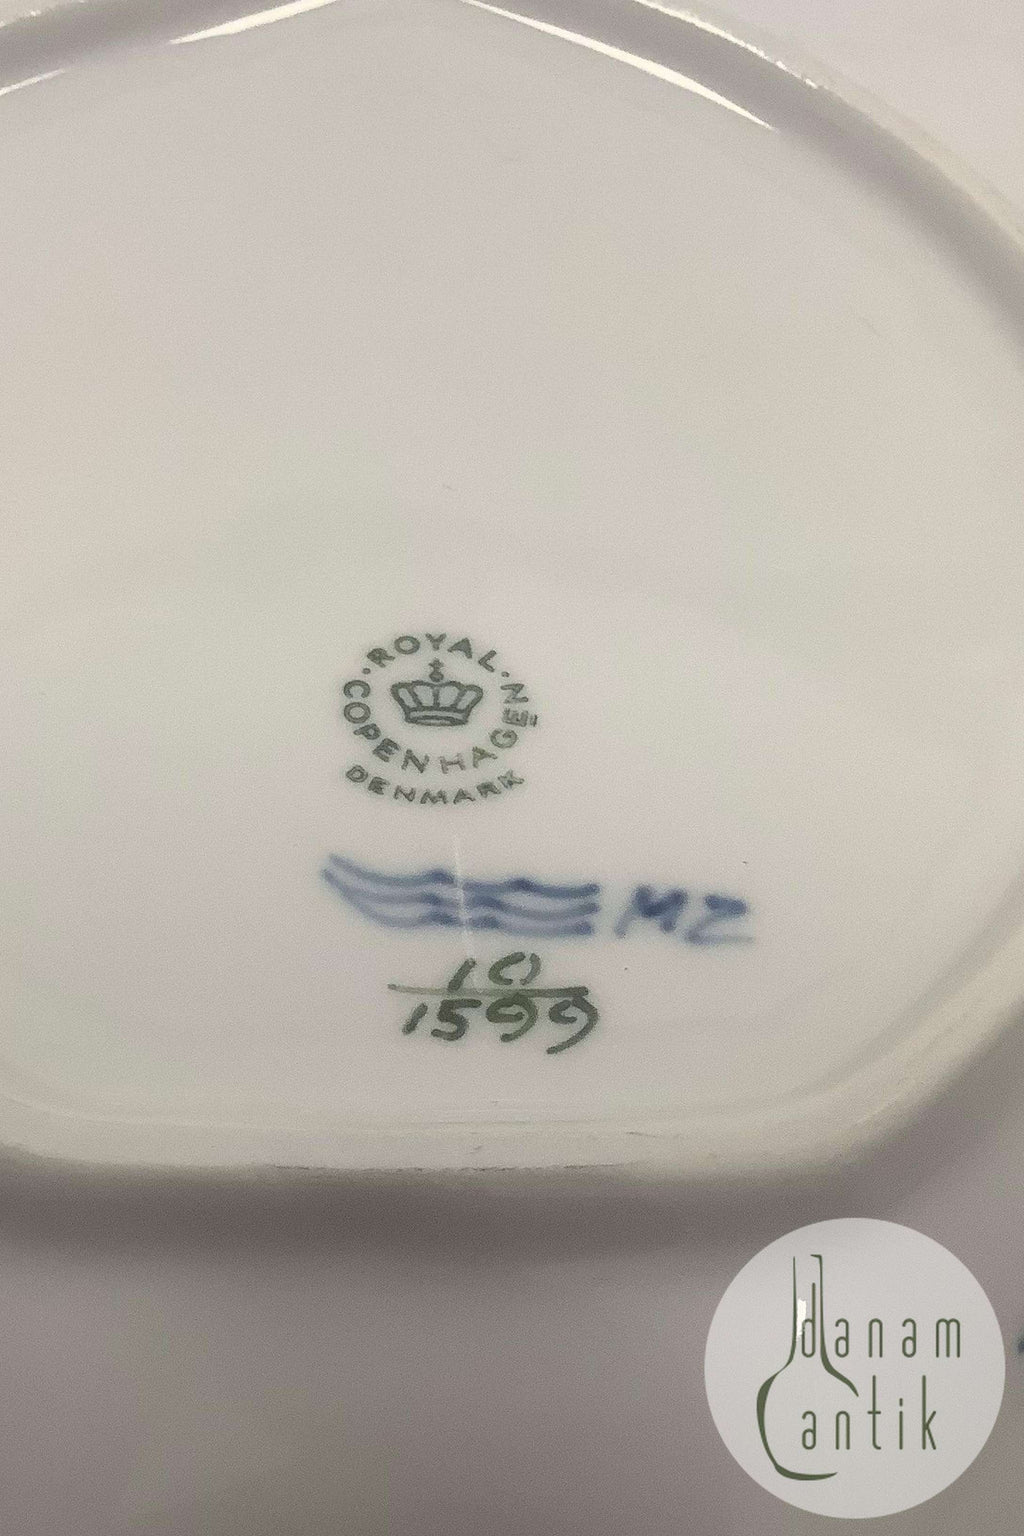 ROYAL
COPENHAGEN
DENMARK
MZ
10
1599
danam
antik